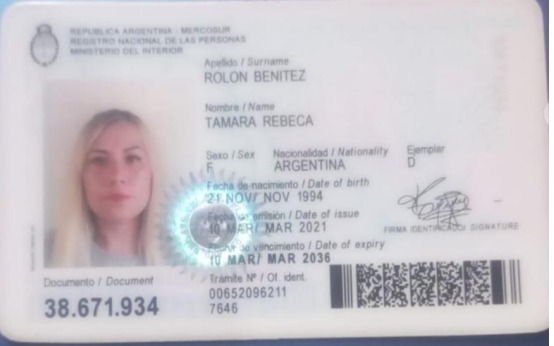 REPUBLICA ARGENTINA - MERCOSUR
REGISTRO NACIONAL DE LAS PERSONAS
MINISTERIO DEL INTERIOR
Apellido / Surname
ROLON BENITEZ
Nombre / Name
TAMARA REBECA
Sexo / Sex Nacionalidad / Nationality Ejemplar
F ARGENTINA D
Fecha de nacimiento / Date of birth
21 NOV/ NOV 1994
Fecha de emisión / Date of issue
10 MAR/ MAR 2021
FIRMA IDENTIFICADO/ SIGNATURE
Fecha de vencimiento / Date of expiry
10 MAR/ MAR 2036
Documento / Document
38.671.934
Trámite Nº / Of. ident.
00652096211
7646